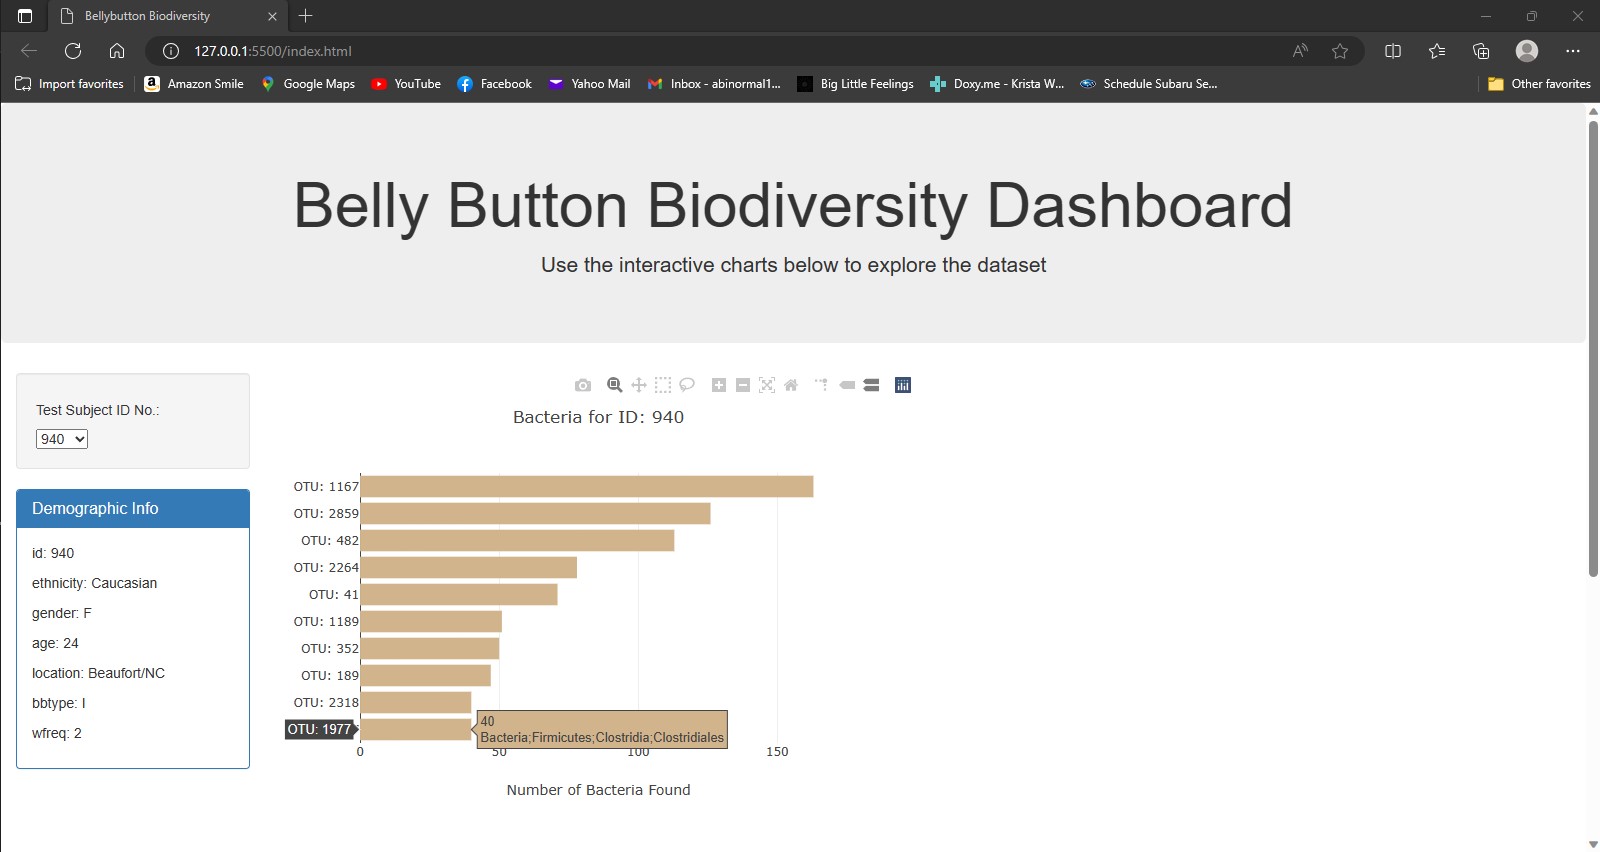 Bellybutton Biodiversity
127.0.0.1:5500/index.html
Import favorites
Amazon Smile
Google Maps
YouTube
Facebook
Yahoo Mail
Inbox - abinormal1...
Big Little Feelings
Doxy.me - Krista W...
Schedule Subaru Se...
Other favorites
Belly Button Biodiversity Dashboard
Use the interactive charts below to explore the dataset
Test Subject ID No.:
940
Demographic Info
id: 940
ethnicity: Caucasian
gender: F
age: 24
location: Beaufort/NC
bbtype: I
wfreq: 2
Bacteria for ID: 940
OTU: 1167
OTU: 2859
OTU: 482
OTU: 2264
OTU: 41
OTU: 1189
OTU: 352
OTU: 189
OTU: 2318
OTU: 1977
40
Bacteria;Firmicutes;Clostridia;Clostridiales
0 50 100 150
Number of Bacteria Found